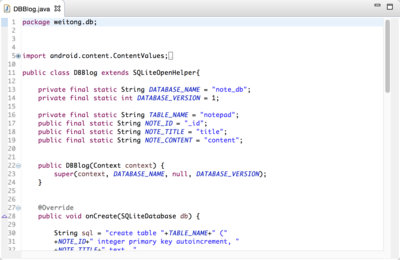 DBBlog.java
1 package weitong.db;
2
3
4
5 import android.content.ContentValues;
10
11 public class DBBlog extends SQLiteOpenHelper{
12
13 private final static String DATABASE_NAME = "note_db";
14 private final static int DATABASE_VERSION = 1;
15
16 private final static String TABLE_NAME = "notepad";
17 public final static String NOTE_ID = "_id";
18 public final static String NOTE_TITLE = "title";
19 public final static String NOTE_CONTENT = "content";
20
21
22 public DBBlog(Context context) {
23 super(context, DATABASE_NAME, null, DATABASE_VERSION);
24 }
25
26
27 @Override
28 public void onCreate(SQLiteDatabase db) {
29
30 String sql = "create table "+TABLE_NAME+" ("
31 +NOTE_ID+" integer primary key autoincrement, "
32 +NOTE_TITLE+" text, "